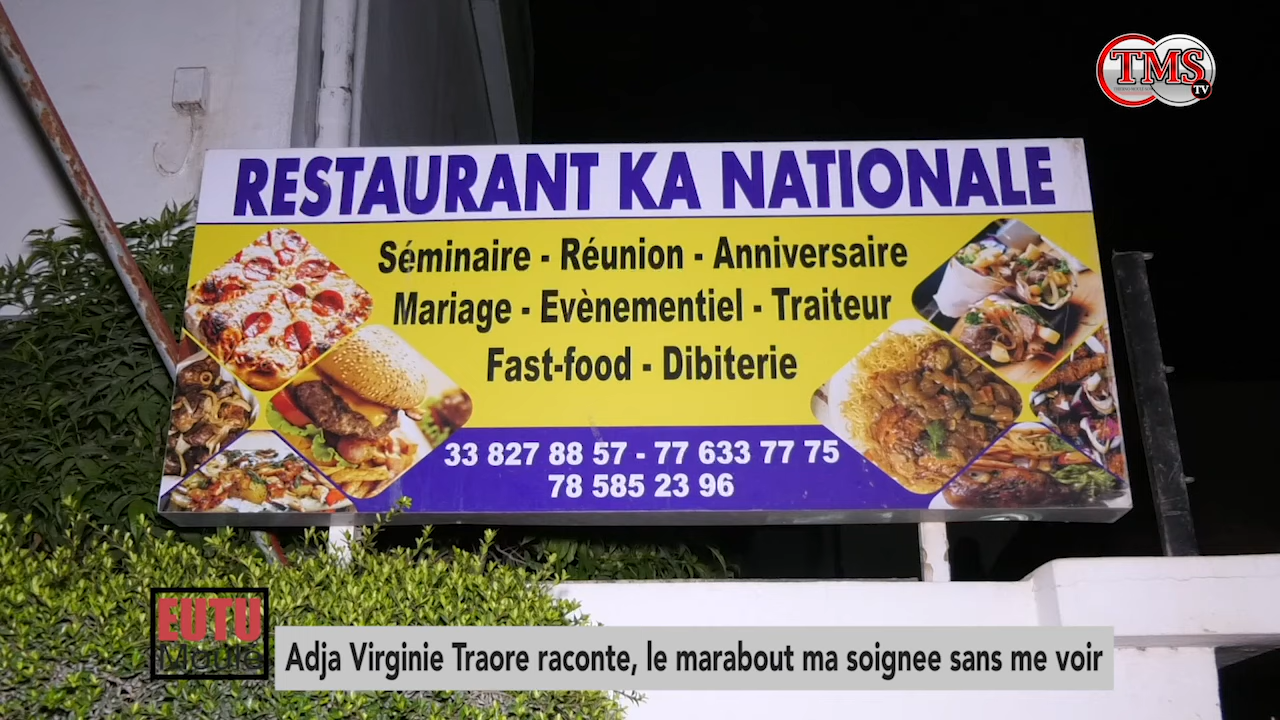 TMS
TV
RESTAURANT KA NATIONALE
Séminaire - Réunion - Anniversaire
Mariage - Evènementiel - Traiteur
Fast-food - Dibiterie
33 827 88 57 - 77 633 77 75
78 585 23 96
EUTU
Moulé
Adja Virginie Traore raconte, le marabout ma soignee sans me voir